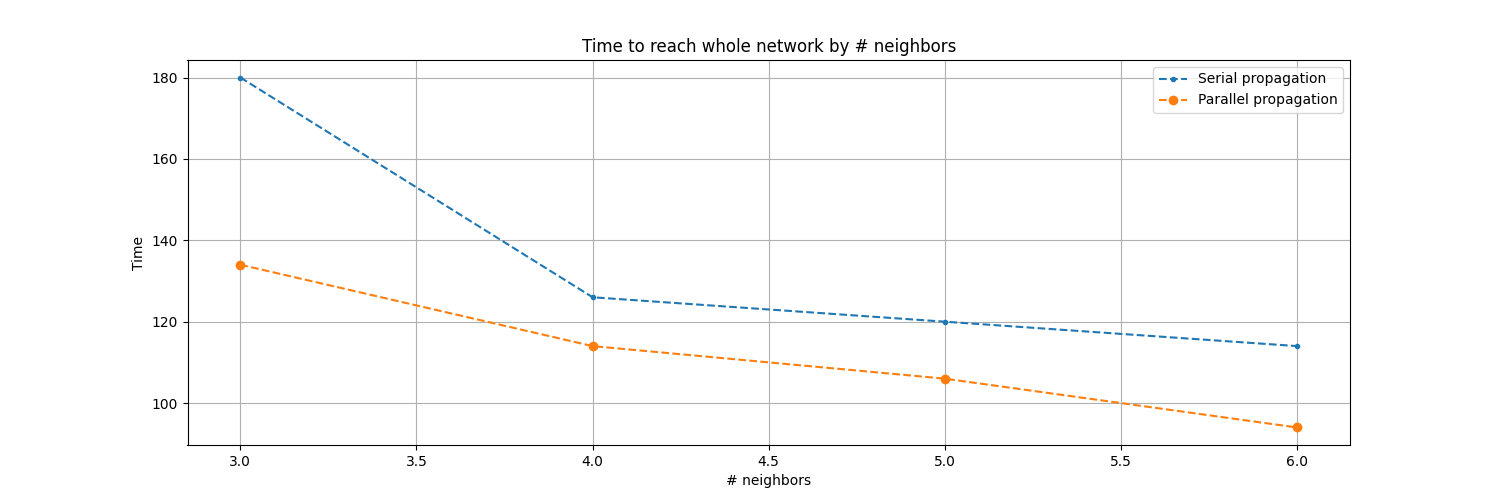 Time to reach whole network by # neighbors
Serial propagation
Parallel propagation
180
160
140
120
100
Time
3.0 3.5 4.0 4.5 5.0 5.5 6.0
# neighbors